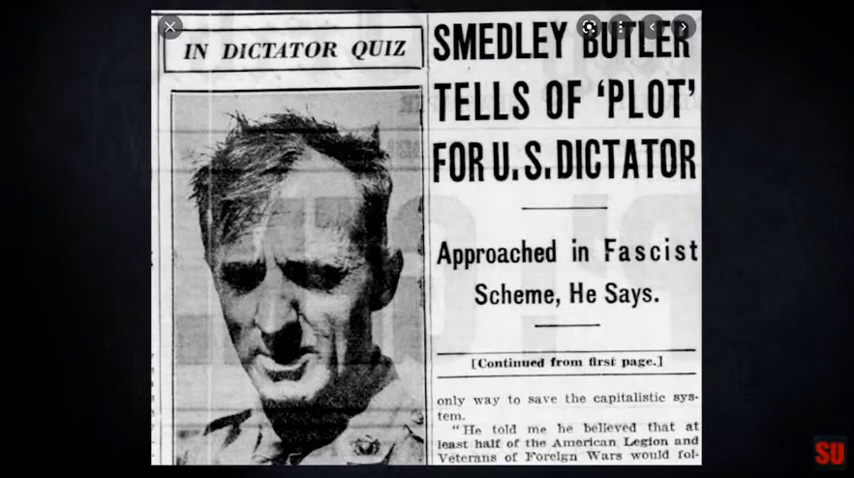 IN DICTATOR QUIZ
SMEDLEY BUTLER
TELLS OF ‘PLOT’
FOR U. S. DICTATOR
Approached in Fascist
Scheme, He Says.
[Continued from first page.]
only way to save the capitalistic sys-
tem.
"He told me he believed that at
least half of the American Legion and
Veterans of Foreign Wars would fol-
SU